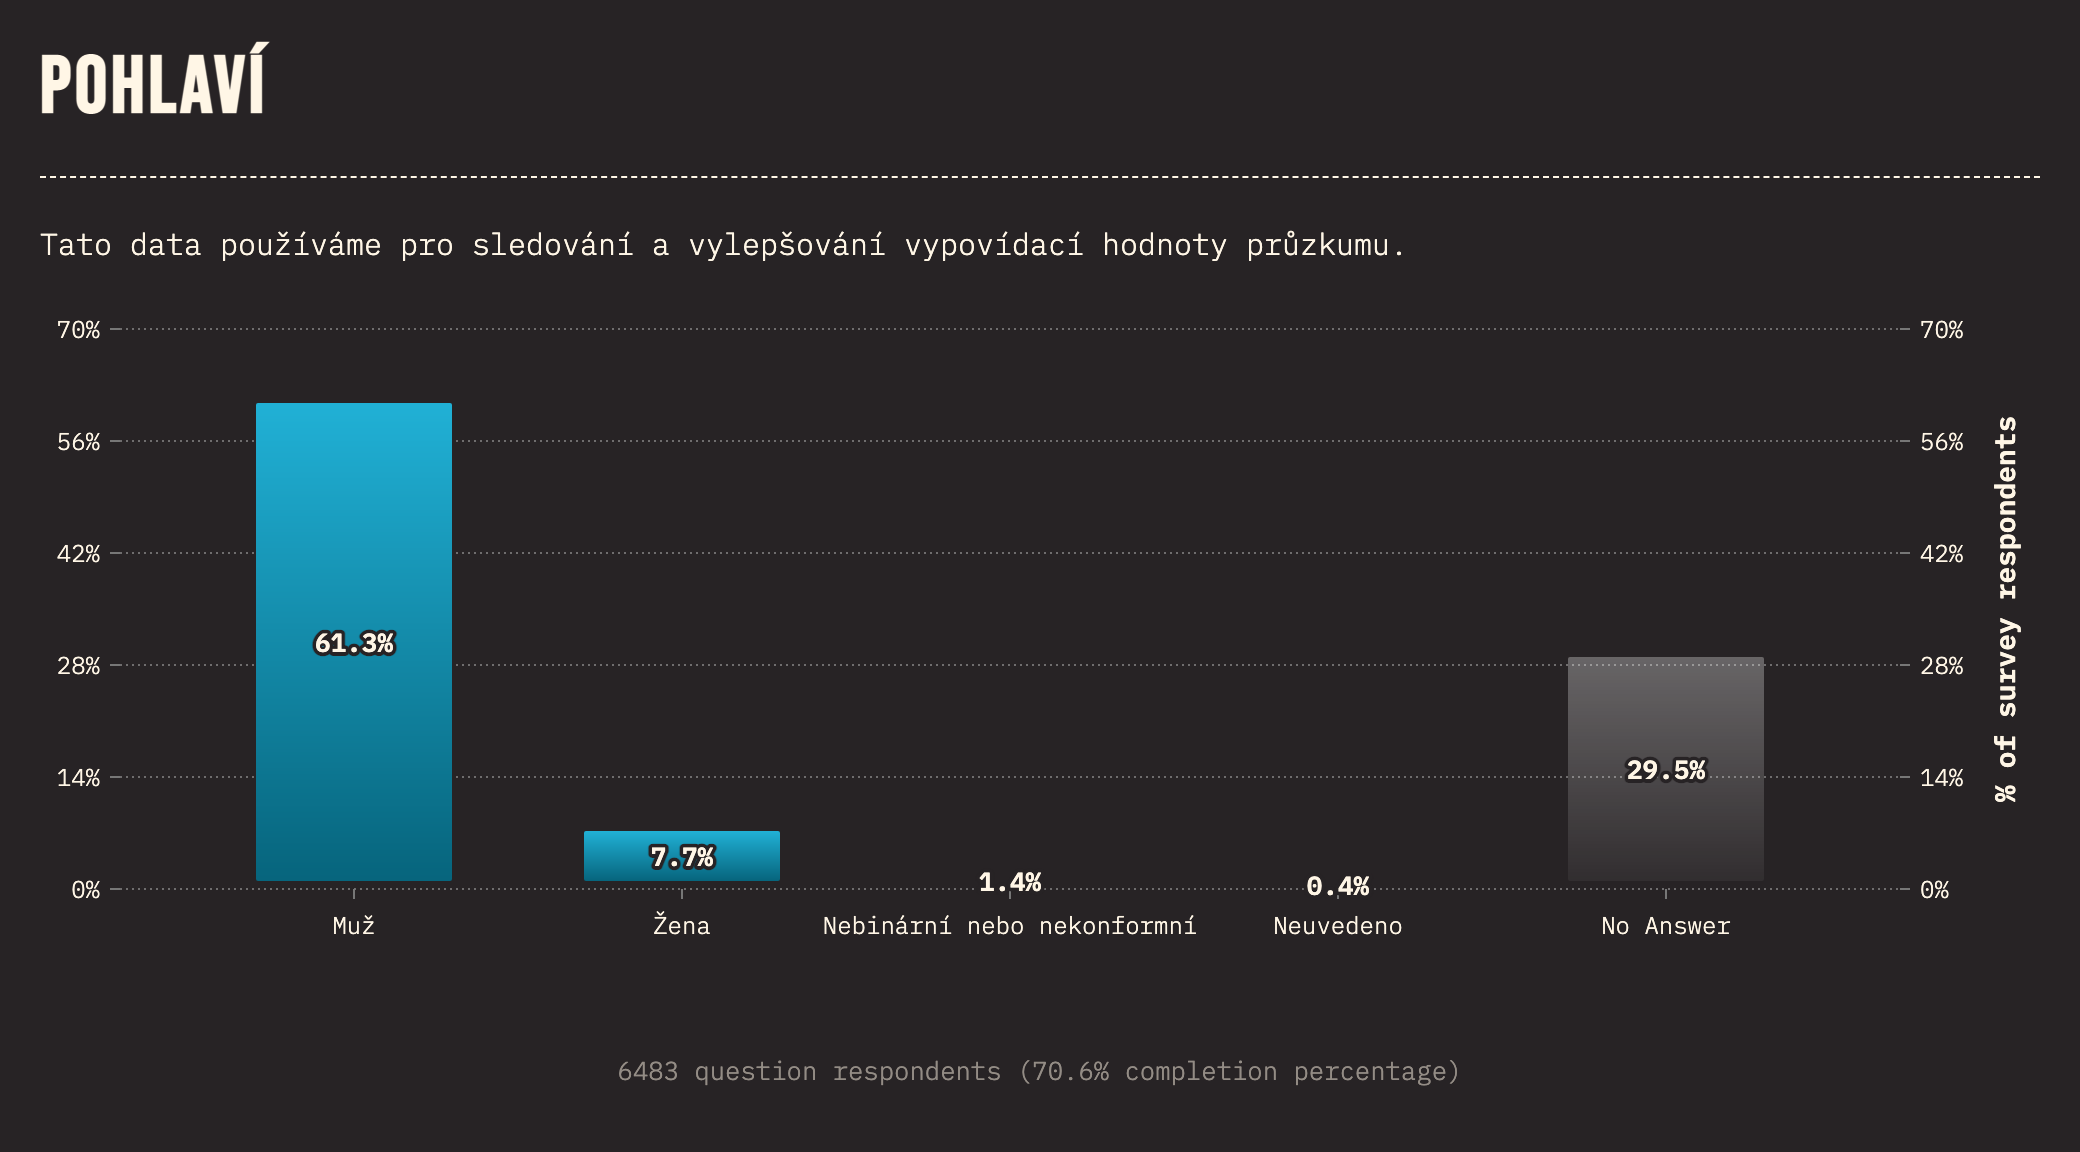 POHLAVÍ
Tato data používáme pro sledování a vylepšování vypovídací hodnoty průzkumu.
70% 70%
56% 56%
42% 42%
28% 28%
14% 14%
0% 0%
61.3%
7.7%
1.4%
0.4%
29.5%
Muž Žena Nebinární nebo nekonformní Neuvedeno No Answer
% of survey respondents
6483 question respondents (70.6% completion percentage)